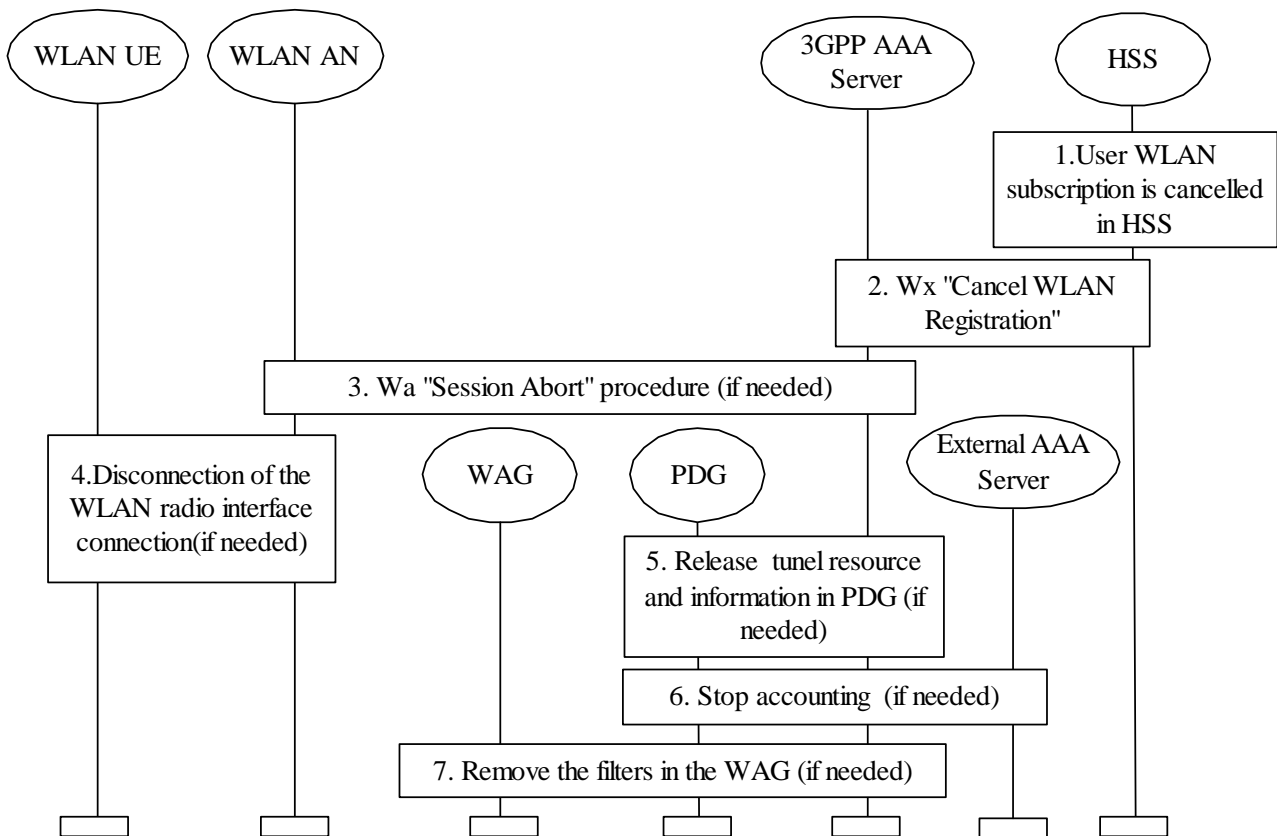 WLAN UE
WLAN AN
3GPP AAA
Server
HSS
1.User WLAN
subscription is cancelled
in HSS
2. Wx "Cancel WLAN
Registration"
3. Wa "Session Abort" procedure (if needed)
4.Disconnection of the
WLAN radio interface
connection(if needed)
WAG
PDG
External AAA
Server
5. Release tunel resource
and information in PDG (if
needed)
6. Stop accounting (if needed)
7. Remove the filters in the WAG (if needed)